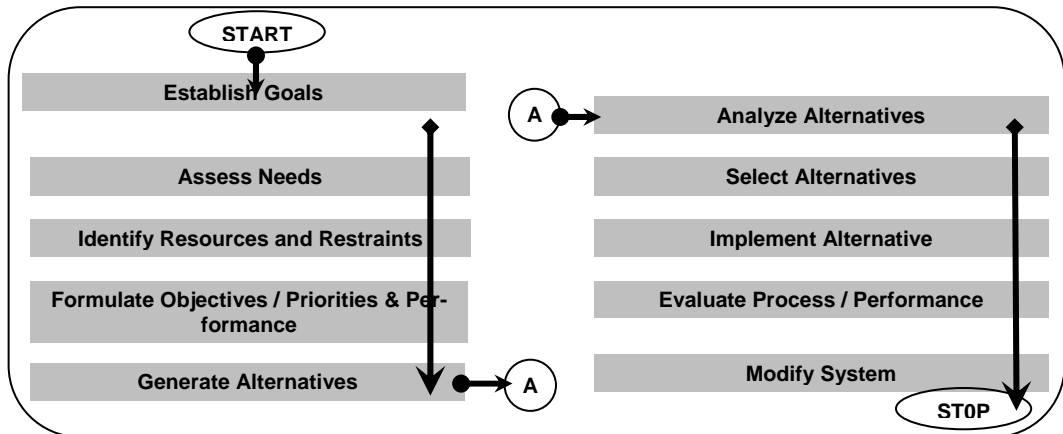 START
Establish Goals
Assess Needs
Identify Resources and Restraints
Formulate Objectives / Priorities & Per-
formance
Generate Alternatives
A
A
Analyze Alternatives
Select Alternatives
Implement Alternative
Evaluate Process / Performance
Modify System
ST0P